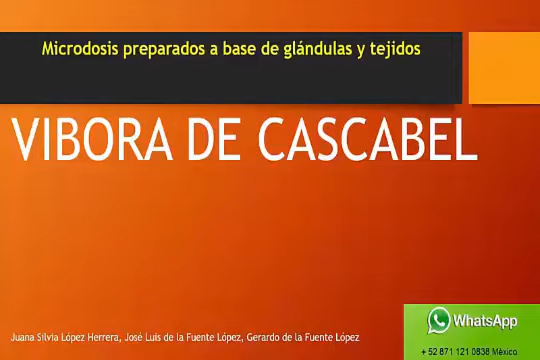 Microdosis preparados a base de glándulas y tejidos
VIBORA DE CASCABEL
Juana Silvia López Herrera, José Luis de la Fuente López, Gerardo de la Fuente López
WhatsApp
+ 52 871 121 0838 Mèxico